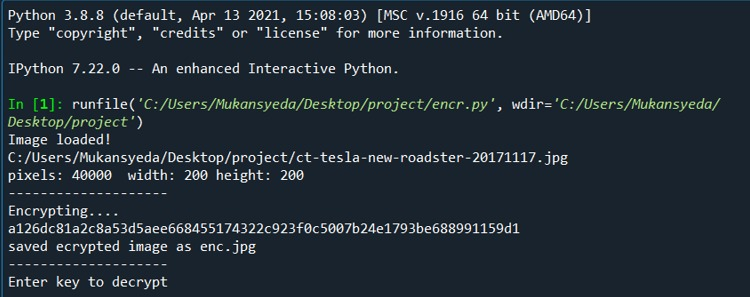 Python 3.8.8 (default, Apr 13 2021, 15:08:03) [MSC v.1916 64 bit (AMD64)]
Type "copyright", "credits" or "license" for more information.
IPython 7.22.0 -- An enhanced Interactive Python.
In [1]: runfile('C:/Users/Mukansyeda/Desktop/project/encr.py', wdir='C:/Users/Mukansyeda/
Desktop/project')
Image loaded!
C:/Users/Mukansyeda/Desktop/project/ct-tesla-new-roadster-20171117.jpg
pixels: 40000  width: 200 height: 200
--------------------
Encrypting....
a126dc81a2c8a53d5aee668455174322c923f0c5007b24e1793be688991159d1
saved ecrypted image as enc.jpg
--------------------
Enter key to decrypt